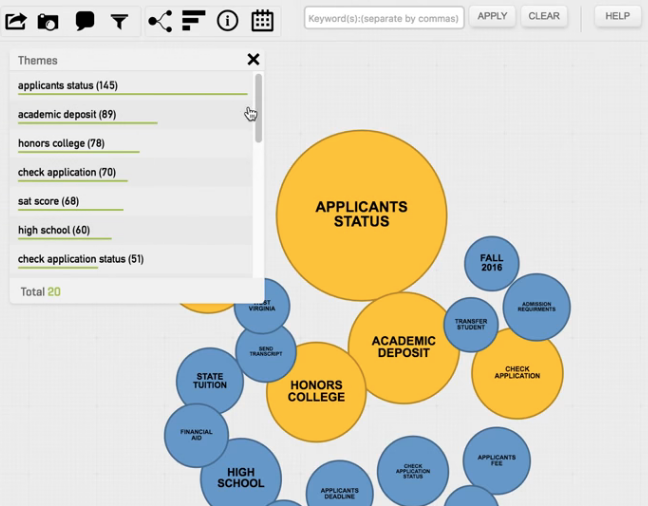 Keyword(s):(separate by commas)
APPLY
CLEAR
HELP
Themes
applicants status (145)
academic deposit (89)
honors college (78)
check application (70)
sat score (68)
high school (60)
check application status (51)
Total 20
APPLICANTS
STATUS
FALL
2016
VIRGINIA
ADMISSION
REQUIRMENTS
TRANSFER
STUDENT
SEND
TRANSCRIPT
ACADEMIC
DEPOSIT
CHECK
APPLICATION
STATE
TUITION
HONORS
COLLEGE
FINANCIAL
AID
HIGH
SCHOOL
CHECK
APPLICATION
STATUS
APPLICANTS
FEE
APPLICANTS
DEADLINE